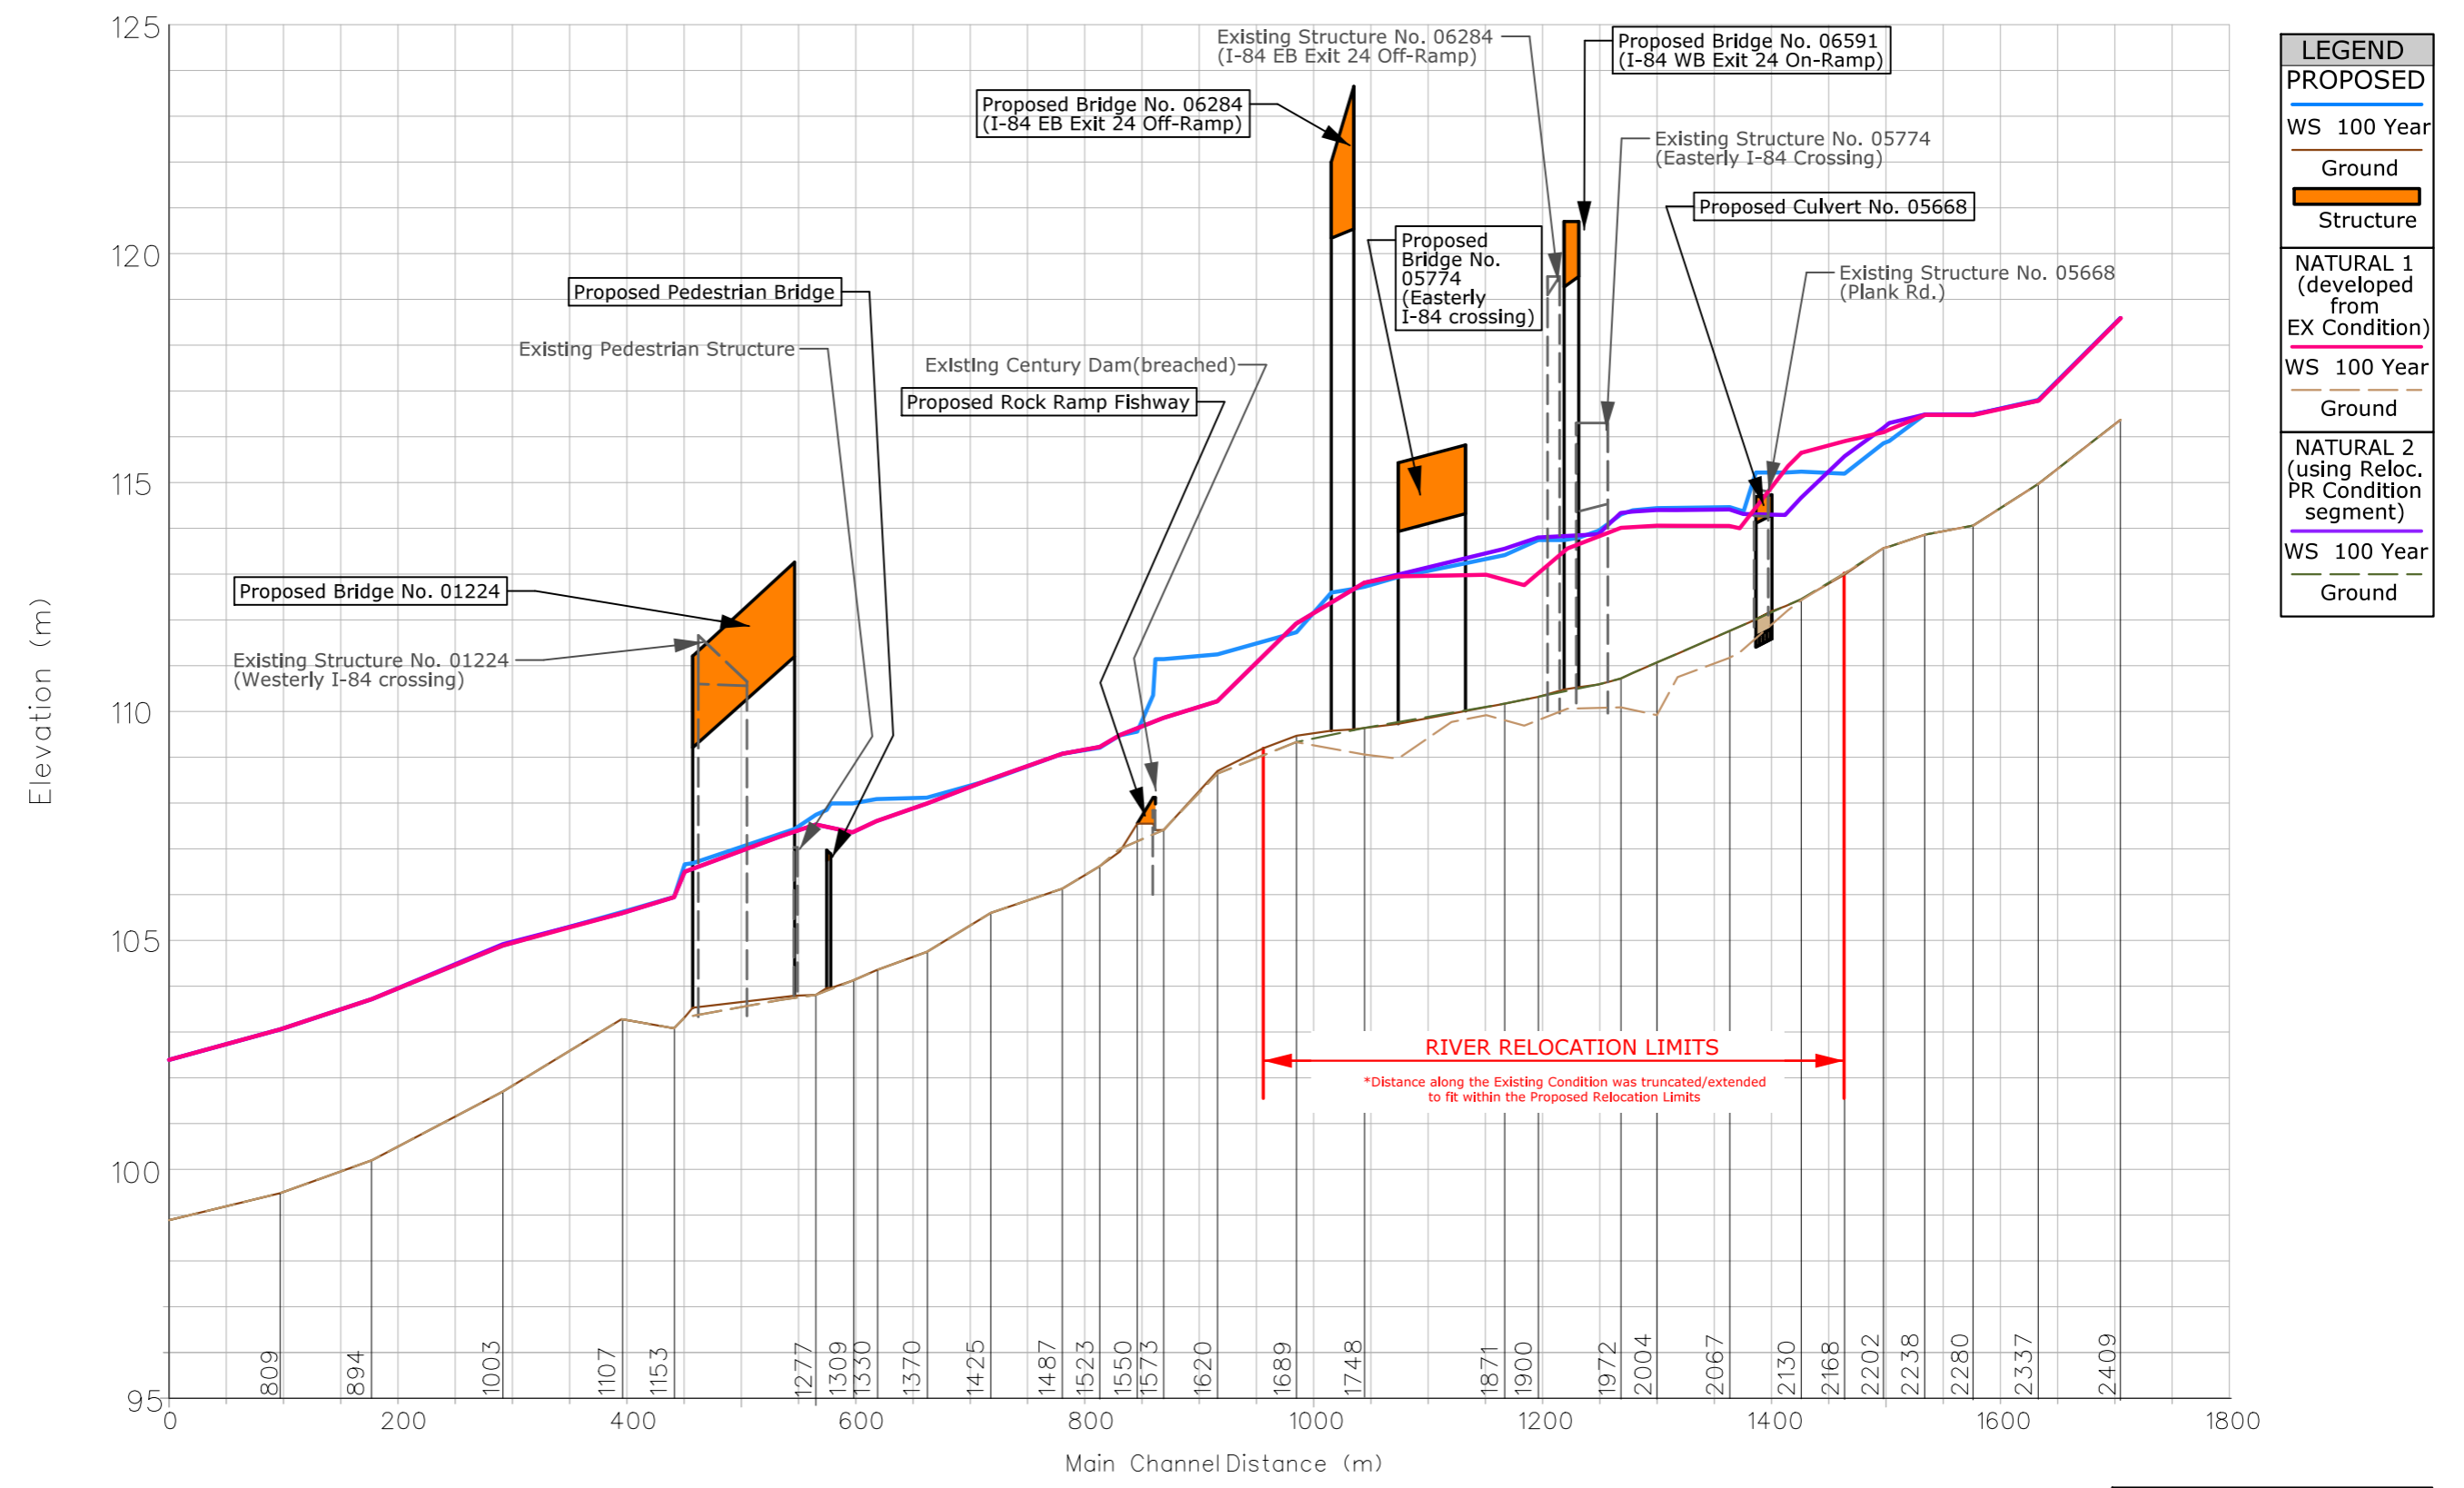 125
120
115
110
105
100
95
Elevation (m)
0
200
400
600
800
1000
1200
1400
1600
1800
Main Channel Distance (m)
809
894
1003
1107
1153
1277
1309
1330
1370
1425
1487
1523
1550
1573
1620
1689
1748
1871
1900
1972
2004
2067
2130
2168
2202
2238
2280
2337
2409
Existing Structure No. 06284
(I-84 EB Exit 24 Off-Ramp)
Proposed Bridge No. 06591
(I-84 WB Exit 24 On-Ramp)
Proposed Bridge No. 06284
(I-84 EB Exit 24 Off-Ramp)
Existing Structure No. 05774
(Easterly I-84 Crossing)
Proposed Culvert No. 05668
Proposed
Bridge No.
05774
(Easterly
I-84 crossing)
Existing Structure No. 05668
(Plank Rd.)
Proposed Pedestrian Bridge
Existing Pedestrian Structure
Existing Century Dam(breached)
Proposed Rock Ramp Fishway
Proposed Bridge No. 01224
Existing Structure No. 01224
(Westerly I-84 crossing)
RIVER RELOCATION LIMITS
*Distance along the Existing Condition was truncated/extended
to fit within the Proposed Relocation Limits
LEGEND
PROPOSED
WS 100 Year
Ground
Structure
NATURAL 1
(developed
from
EX Condition)
WS 100 Year
Ground
NATURAL 2
(using Reloc.
PR Condition
segment)
WS 100 Year
Ground